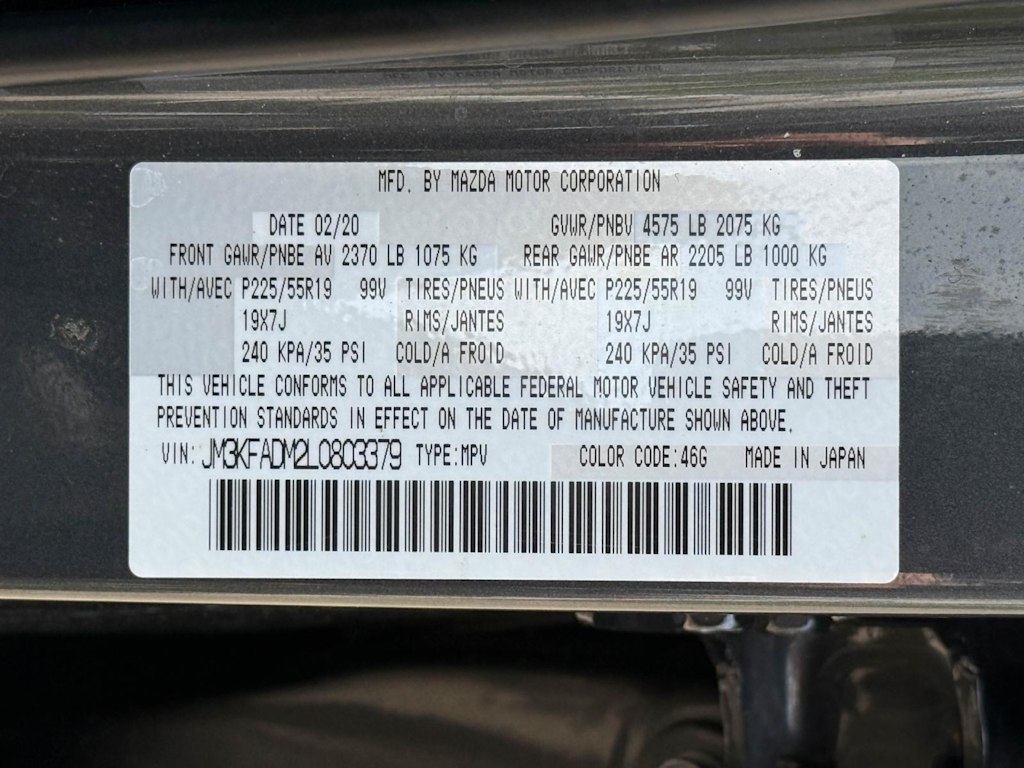 MFD. BY MAZDA MOTOR CORPORATION
DATE 02/20 GVWR/PNBV 4575 LB 2075 KG
FRONT GAWR/PNBE AV 2370 LB 1075 KG REAR GAWR/PNBE AR 2205 LB 1000 KG
WITH/AVEC P225/55R19 99V TIRES/PNEUS WITH/AVEC P225/55R19 99V TIRES/PNEUS
19X7J RIMS/JANTES 19X7J RIMS/JANTES
240 KPA/35 PSI COLD/A FROID 240 KPA/35 PSI COLD/A FROID
THIS VEHICLE CONFORMS TO ALL APPLICABLE FEDERAL MOTOR VEHICLE SAFETY AND THEFT
PREVENTION STANDARDS IN EFFECT ON THE DATE OF MANUFACTURE SHOWN ABOVE.
VIN: JM3KFADM2L0803379 TYPE:MPV COLOR CODE:46G MADE IN JAPAN